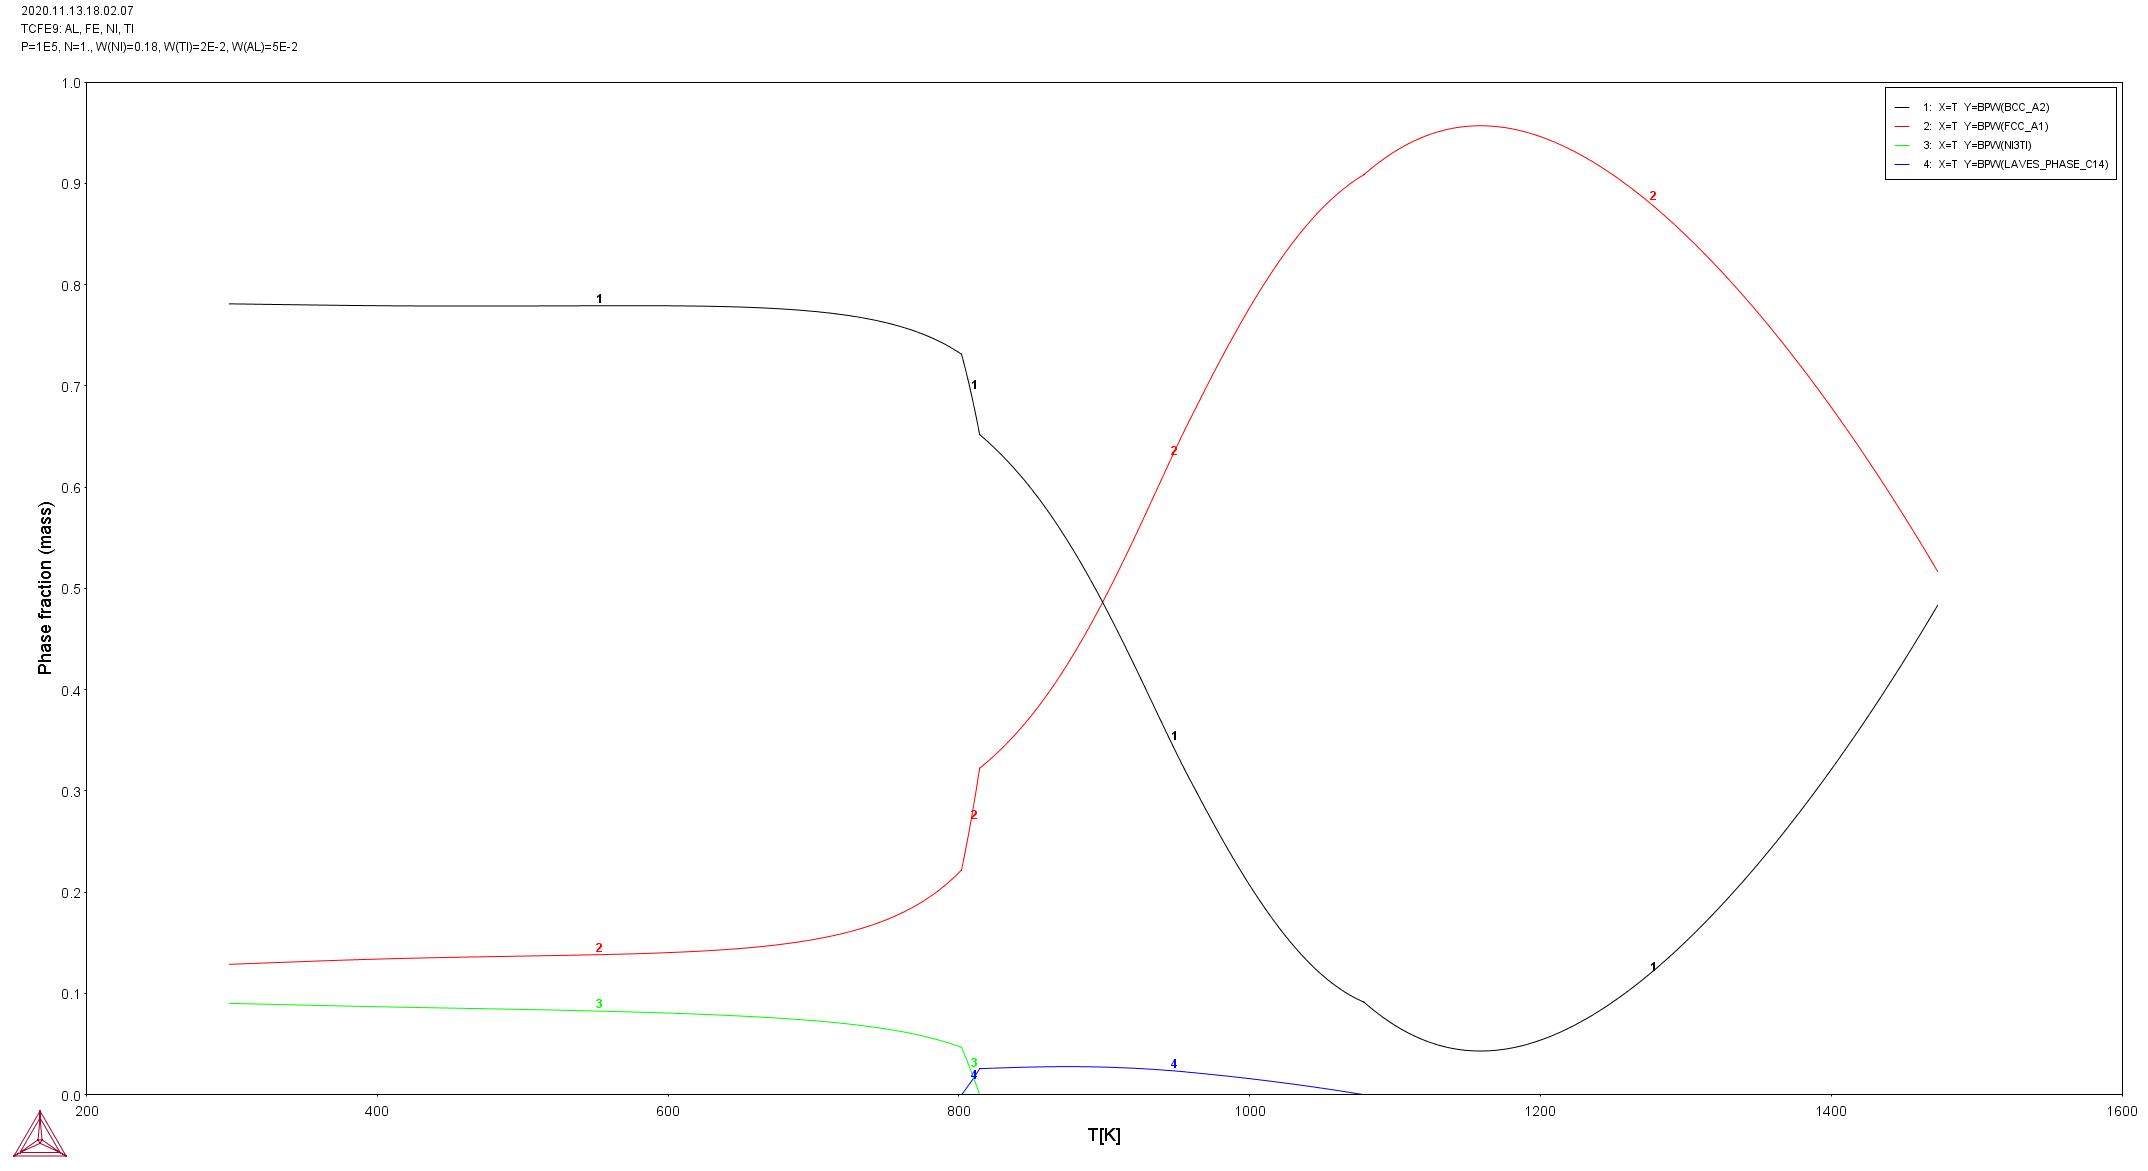 2020.11.13.18.02.07
TCFE9: AL, FE, NI, TI
P=1E5, N=1., W(NI)=0.18, W(TI)=2E-2, W(AL)=5E-2
1: X=T Y=BPW(BCC_A2)
2: X=T Y=BPW(FCC_A1)
3: X=T Y=BPW(NI3TI)
4: X=T Y=BPW(LAVES_PHASE_C14)
Phase fraction (mass)
1.0
0.9
0.8
0.7
0.6
0.5
0.4
0.3
0.2
0.1
0.0
1
1
1
1
2
2
2
2
3
3
4
4
200 400 600 800 1000 1200 1400 1600
T[K]